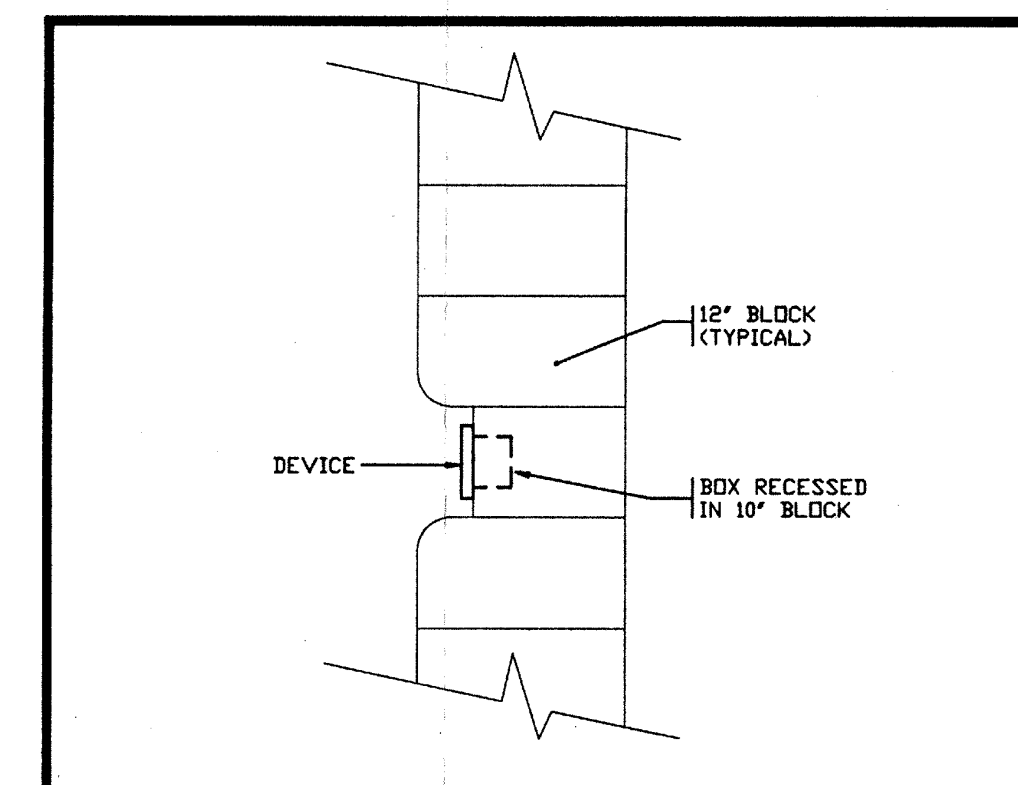 12" BLOCK
(TYPICAL)
DEVICE
BOX RECESSED
IN 10" BLOCK